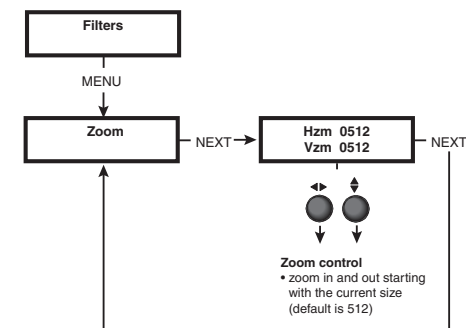 Filters
MENU
Zoom
NEXT
Hzm 0512
Vzm 0512
NEXT
Zoom control
• zoom in and out starting
with the current size
(default is 512)